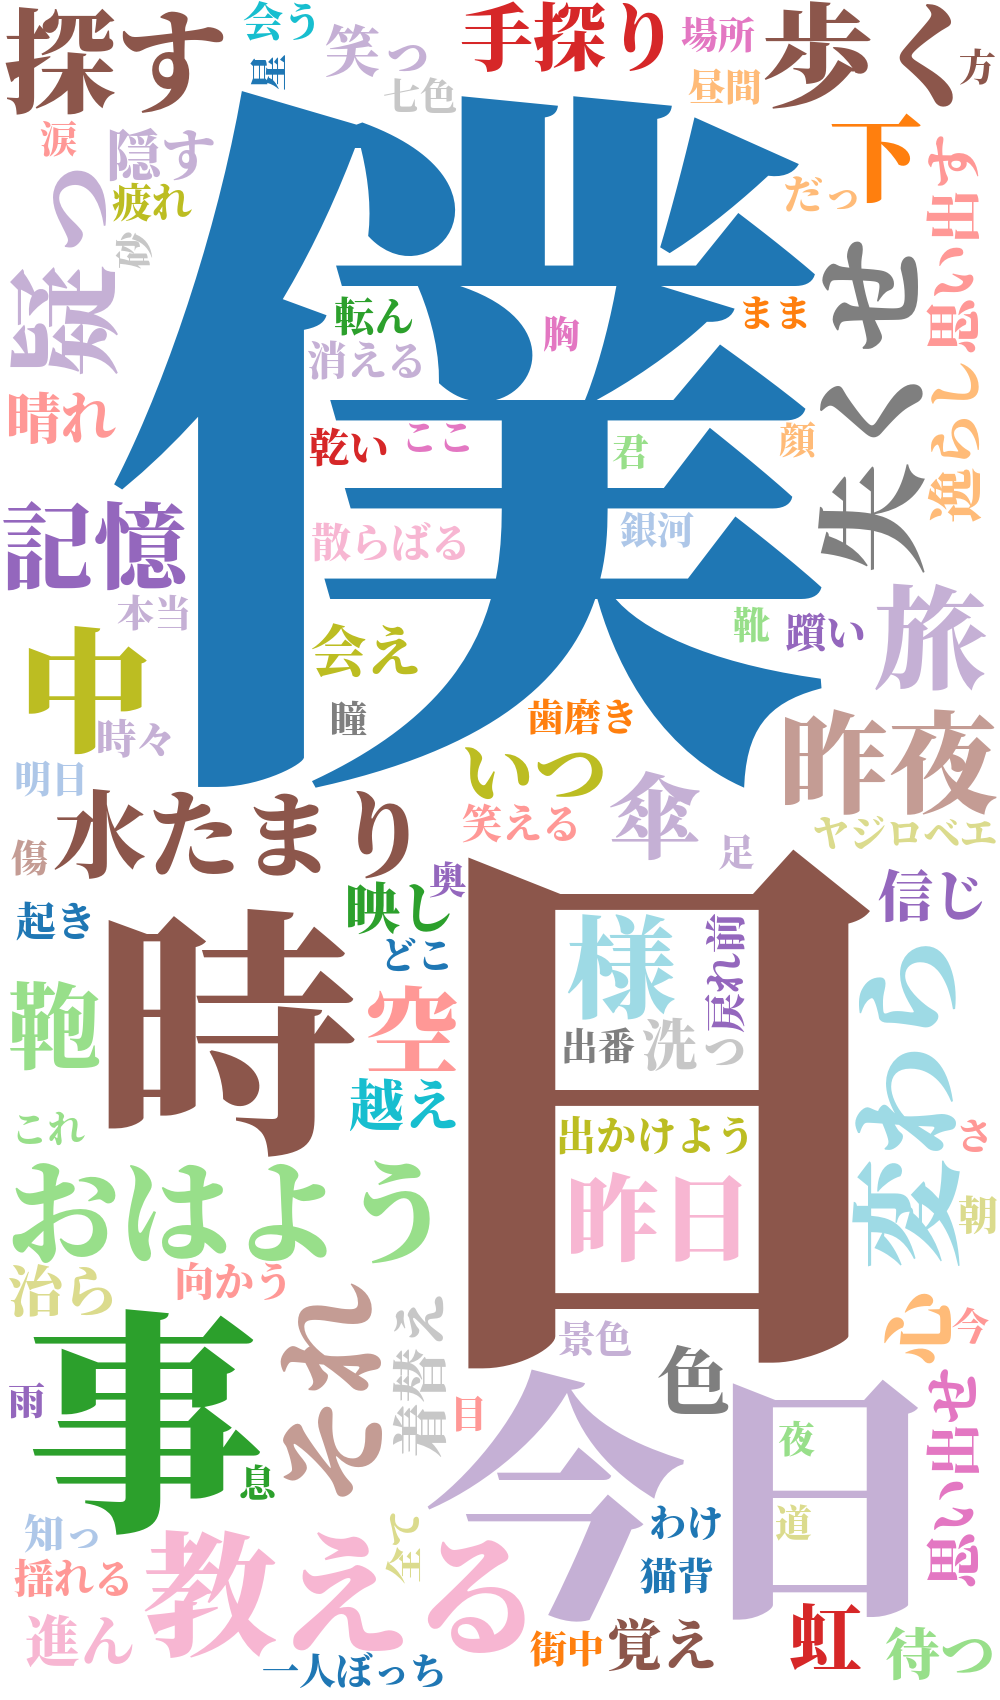 探す
会う
星
笑っ
七色
手探り
場所
昼間
歩く
方
涙
隠す
疲れ
砂
疑っ
僕
下
だっ
思い出す
失くせ
転ん
消える
胸
まま
晴れ
乾い
ここ
君
顔
逸らし
記憶
散らばる
銀河
本当
会え
靴
躓い
旅
中
時々
瞳
歯磨き
昨夜
明日
いつ
水たまり
笑える
傘
足
ヤジロベエ
傷
奥
映し
信じ
起き
どこ
時
日
様
戻れ前
変わら
鞄
空
出番
洗っ
越え
これ
出かけよう
さ
おはよう
昨日
朝
治ら
向かう
それ
着替え
景色
心
今
事
色
雨
目
今日
夜
思い出せ
息
知っ
全て
わけ
道
揺れる
教える
猫背
進ん
一人ぼっち
街中
覚え
虹
待つ